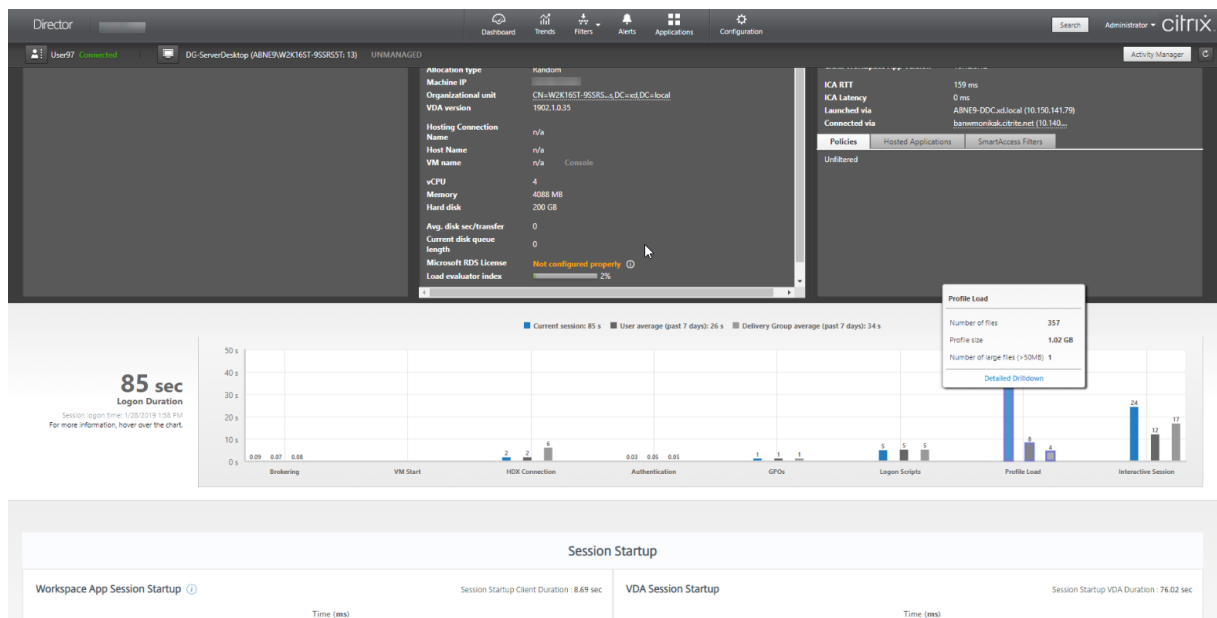 Director
Dashboard
Trends
Filters
Alerts
Applications
Configuration
Search
Administrator
citrix
User97 Connected
DG-ServerDesktop (ABNE9\W2K16ST-9SSRS5T: 13) UNMANAGED
Activity Manager
Allocation type Random
Machine IP
Organizational unit CN=W2K16ST-9SSRS...s,DC=xd,DC=local
VDA version 1902.1.0.35
Hosting Connection Name n/a
Host Name n/a
VM name n/a Console
vCPU 4
Memory 4088 MB
Hard disk 200 GB
Avg. disk sec/transfer 0
Current disk queue length 0
Microsoft RDS License Not configured properly
Load evaluator index 2%
ICA RTT 159 ms
ICA Latency 0 ms
Launched via ABNE9-DDC.xd.local (10.150.141.79)
Connected via banwmonikak.citrite.net (10.140....
Policies Hosted Applications SmartAccess Filters
Unfiltered
Profile Load
Number of files 357
Profile size 1.02 GB
Number of large files (>50MB) 1
Detailed Drilldown
Current session: 85 s User average (past 7 days): 26 s Delivery Group average (past 7 days): 34 s
85 sec
Logon Duration
Session logon time: 1/28/2019 1:58 PM
For more information, hover over the chart.
50 s
40 s
30 s
20 s
10 s
0 s
0.09 0.07 0.08
2 2 6
0.03 0.05 0.05
1 1 1
5 5 5
8 4
24 12 17
Brokering VM Start HDX Connection Authentication GPOs Logon Scripts Profile Load Interactive Session
Session Startup
Workspace App Session Startup
Session Startup Client Duration : 8.69 sec
VDA Session Startup
Session Startup VDA Duration : 76.02 sec
Time (ms)
Time (ms)